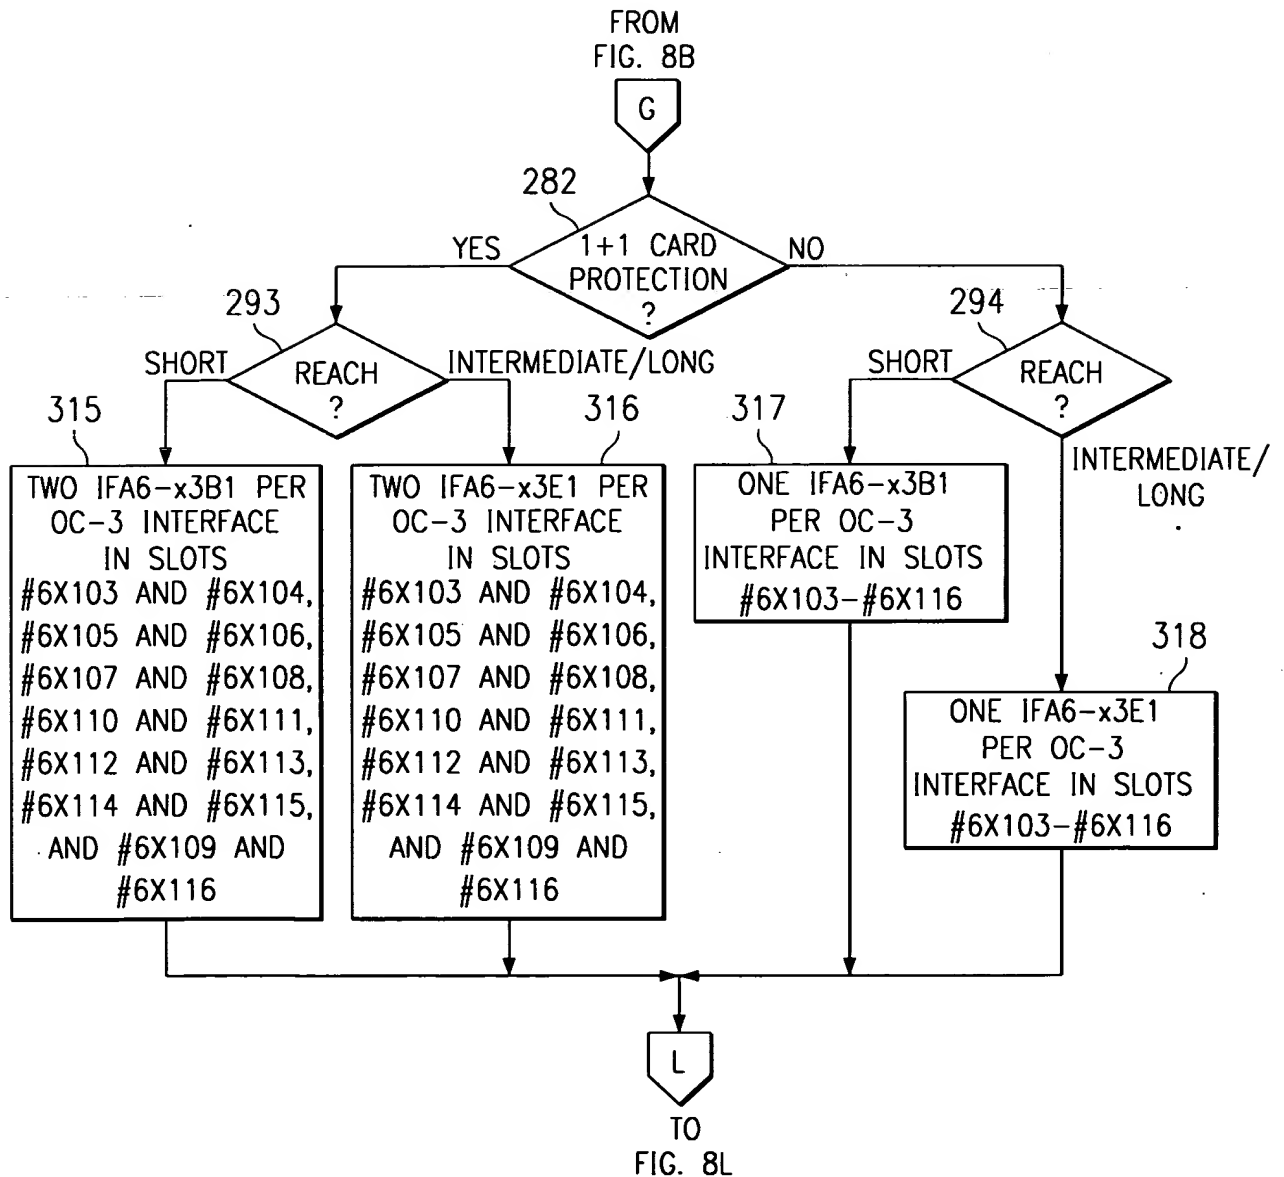 FROM
FIG. 8B
G
282
1+1 CARD
PROTECTION
?
YES
NO
293
REACH
?
SHORT
INTERMEDIATE/LONG
294
REACH
?
SHORT
INTERMEDIATE/
LONG
315
TWO IFA6-x3B1 PER
OC-3 INTERFACE
IN SLOTS
#6X103 AND #6X104,
#6X105 AND #6X106,
#6X107 AND #6X108,
#6X110 AND #6X111,
#6X112 AND #6X113,
#6X114 AND #6X115,
AND #6X109 AND
#6X116
316
TWO IFA6-x3E1 PER
OC-3 INTERFACE
IN SLOTS
#6X103 AND #6X104,
#6X105 AND #6X106,
#6X107 AND #6X108,
#6X110 AND #6X111,
#6X112 AND #6X113,
#6X114 AND #6X115,
AND #6X109 AND
#6X116
317
ONE IFA6-x3B1
PER OC-3
INTERFACE IN SLOTS
#6X103-#6X116
318
ONE IFA6-x3E1
PER OC-3
INTERFACE IN SLOTS
#6X103-#6X116
L
TO
FIG. 8L